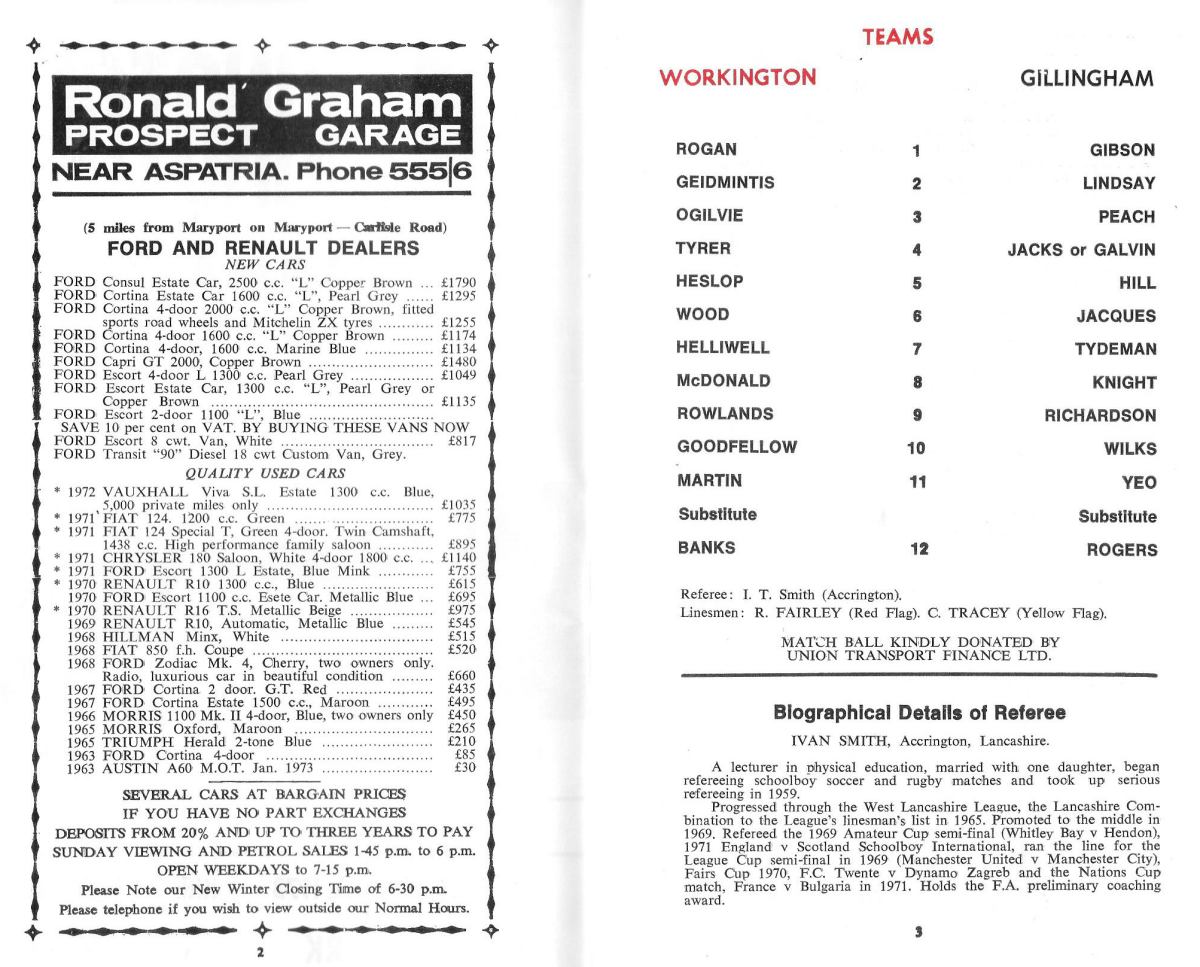 Ronald Graham
PROSPECT GARAGE
NEAR ASPATRIA. Phone 555|6
(5 miles from Maryport on Maryport — Carlisle Road)
FORD AND RENAULT DEALERS
NEW CARS
FORD Consul Estate Car, 2500 c.c. "L" Copper Brown ... £1790
FORD Cortina Estate Car 1600 c.c. "L", Pearl Grey ...... £1295
FORD Cortina 4-door 2000 c.c. "L" Copper Brown, fitted
sports road wheels and Mitchelin ZX tyres ............ £1255
FORD Cortina 4-door 1600 c.c. "L" Copper Brown ......... £1174
FORD Cortina 4-door, 1600 c.c. Marine Blue ............... £1134
FORD Capri GT 2000, Copper Brown ........................... £1480
FORD Escort 4-door L 1300 c.c. Pearl Grey .................. £1049
FORD Escort Estate Car, 1300 c.c. "L", Pearl Grey or
Copper Brown ................................................ £1135
FORD Escort 2-door 1100 "L", Blue ...........................
SAVE 10 per cent on VAT. BY BUYING THESE VANS NOW
FORD Escort 8 cwt. Van, White ................................. £817
FORD Transit "90" Diesel 18 cwt Custom Van, Grey.
QUALITY USED CARS
* 1972 VAUXHALL Viva S.L. Estate 1300 c.c. Blue,
5,000 private miles only .................................... £1035
* 1971 FIAT 124. 1200 c.c. Green ........................... £775
* 1971 FIAT 124 Special T, Green 4-door. Twin Camshaft,
1438 c.c. High performance family saloon ............ £895
* 1971 CHRYSLER 180 Saloon, White 4-door 1800 c.c. ... £1140
* 1971 FORD Escort 1300 L Estate, Blue Mink ............ £755
* 1970 RENAULT R10 1300 c.c., Blue ........................ £615
1970 FORD Escort 1100 c.c. Esete Car. Metallic Blue ... £695
* 1970 RENAULT R16 T.S. Metallic Beige .................. £975
1969 RENAULT R10, Automatic, Metallic Blue ......... £545
1968 HILLMAN Minx, White ................................. £515
1968 FIAT 850 f.h. Coupe .................................... £520
1968 FORD Zodiac Mk. 4, Cherry, two owners only.
Radio, luxurious car in beautiful condition ......... £660
1967 FORD Cortina 2 door. G.T. Red ..................... £435
1967 FORD Cortina Estate 1500 c.c., Maroon ............ £495
1966 MORRIS 1100 Mk. II 4-door, Blue, two owners only £450
1965 MORRIS Oxford, Maroon .............................. £265
1965 TRIUMPH Herald 2-tone Blue ........................ £210
1963 FORD Cortina 4-door .................................... £85
1963 AUSTIN A60 M.O.T. Jan. 1973 ........................ £30
SEVERAL CARS AT BARGAIN PRICES
IF YOU HAVE NO PART EXCHANGES
DEPOSITS FROM 20% AND UP TO THREE YEARS TO PAY
SUNDAY VIEWING AND PETROL SALES 1-45 p.m. to 6 p.m.
OPEN WEEKDAYS to 7-15 p.m.
Please Note our New Winter Closing Time of 6-30 p.m.
Please telephone if you wish to view outside our Normal Hours.
2
TEAMS
WORKINGTON GILLINGHAM
ROGAN 1 GIBSON
GEIDMINTIS 2 LINDSAY
OGILVIE 3 PEACH
TYRER 4 JACKS or GALVIN
HESLOP 5 HILL
WOOD 6 JACQUES
HELLIWELL 7 TYDEMAN
McDONALD 8 KNIGHT
ROWLANDS 9 RICHARDSON
GOODFELLOW 10 WILKS
MARTIN 11 YEO
Substitute Substitute
BANKS 12 ROGERS
Referee: I. T. Smith (Accrington).
Linesmen: R. FAIRLEY (Red Flag). C. TRACEY (Yellow Flag).
MATCH BALL KINDLY DONATED BY
UNION TRANSPORT FINANCE LTD.
Biographical Details of Referee
IVAN SMITH, Accrington, Lancashire.
A lecturer in physical education, married with one daughter, began
refereeing schoolboy soccer and rugby matches and took up serious
refereeing in 1959.
Progressed through the West Lancashire League, the Lancashire Com-
bination to the League's linesman's list in 1965. Promoted to the middle in
1969. Refereed the 1969 Amateur Cup semi-final (Whitley Bay v Hendon),
1971 England v Scotland Schoolboy International, ran the line for the
League Cup semi-final in 1969 (Manchester United v Manchester City),
Fairs Cup 1970, F.C. Twente v Dynamo Zagreb and the Nations Cup
match, France v Bulgaria in 1971. Holds the F.A. preliminary coaching
award.
3